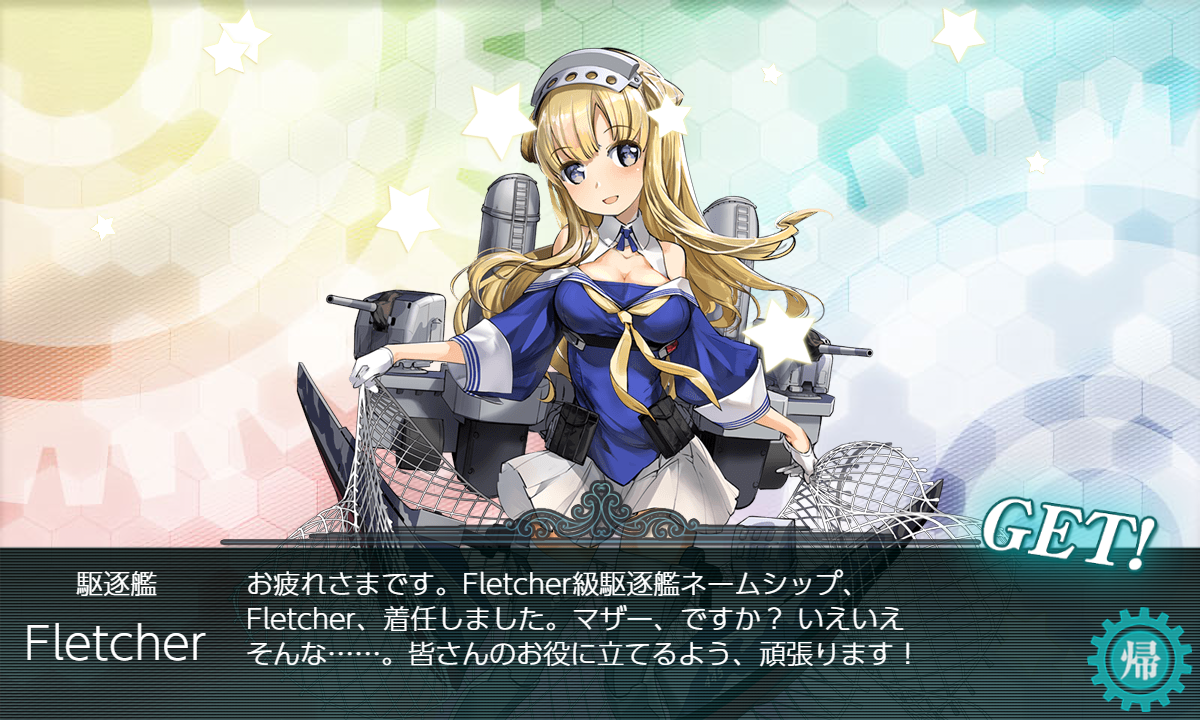 GET!
駆逐艦
Fletcher
お疲れさまです。Fletcher級駆逐艦ネームシップ、
Fletcher、着任しました。マザー、ですか？ いえいえ
そんな……。皆さんのお役に立てるよう、頑張ります！
帰